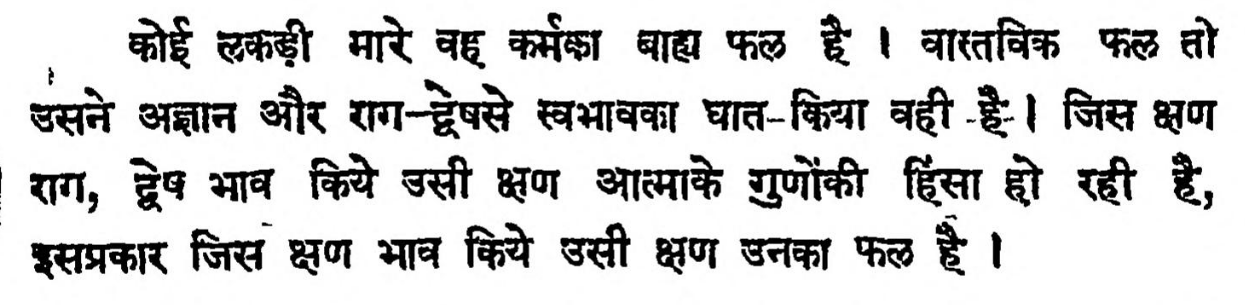 कोई लकड़ी मारे वह कर्मका बाह्य फल है । वास्तविक फल तो
उसने अज्ञान और राग-द्वेषसे स्वभावका घात-किया वही है । जिस क्षण
राग, द्वेष भाव किये उसी क्षण आत्माके गुणोंकी हिंसा हो रही है,
इसप्रकार जिस क्षण भाव किये उसी क्षण उनका फल है ।